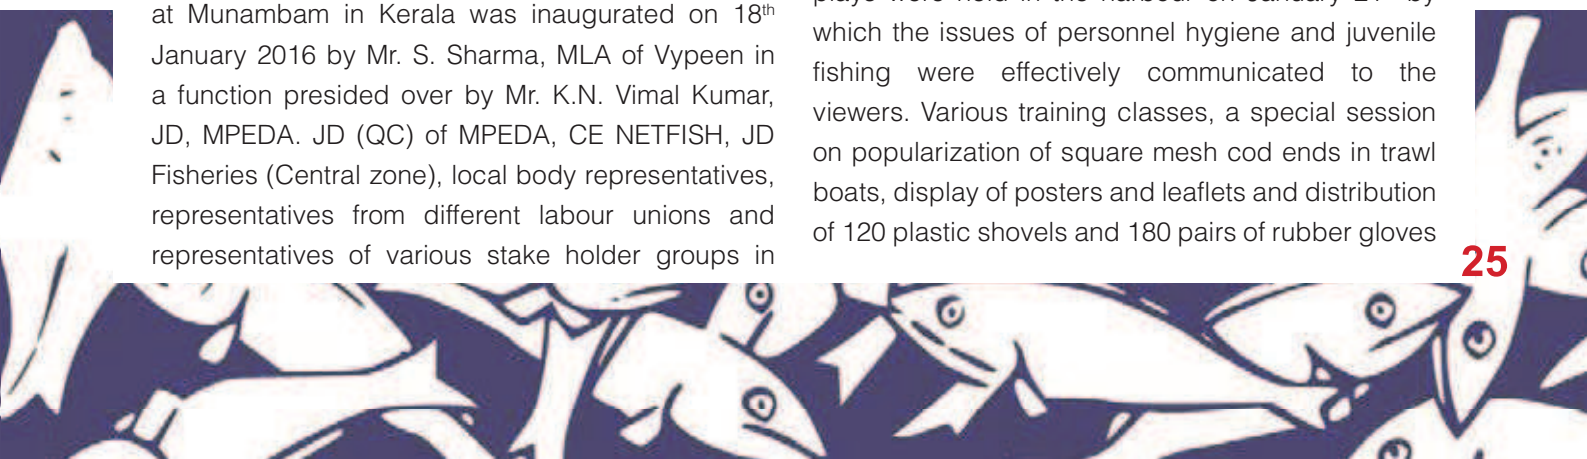 at Munambam in Kerala was inaugurated on 18th
January 2016 by Mr. S. Sharma, MLA of Vypeen in
a function presided over by Mr. K.N. Vimal Kumar,
JD, MPEDA. JD (QC) of MPEDA, CE NETFISH, JD
Fisheries (Central zone), local body representatives,
representatives from different labour unions and
representatives of various stake holder groups in
which the issues of personnel hygiene and juvenile
fishing were effectively communicated to the
viewers. Various training classes, a special session
on popularization of square mesh cod ends in trawl
boats, display of posters and leaflets and distribution
of 120 plastic shovels and 180 pairs of rubber gloves
25